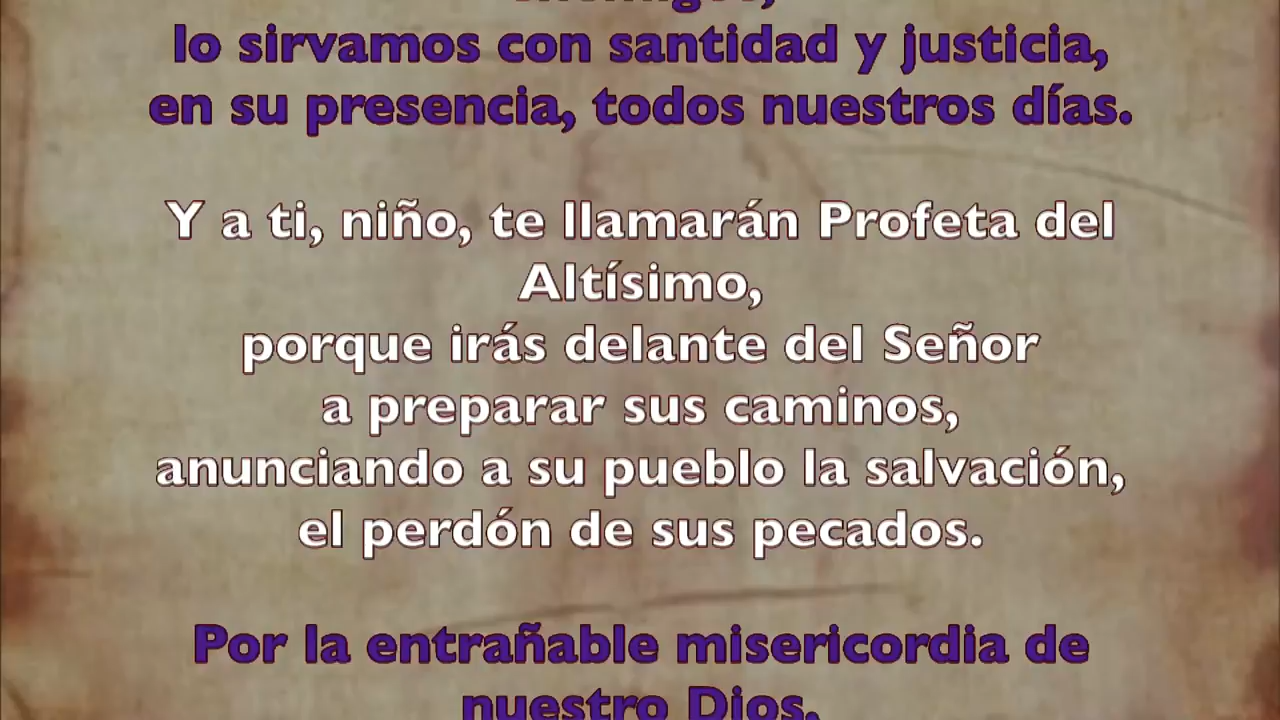 lo sirvamos con santidad y justicia,
en su presencia, todos nuestros días.
Y a ti, niño, te llamarán Profeta del
Altísimo,
porque irás delante del Señor
a preparar sus caminos,
anunciando a su pueblo la salvación,
el perdón de sus pecados.
Por la entrañable misericordia de
nuestro Dios,